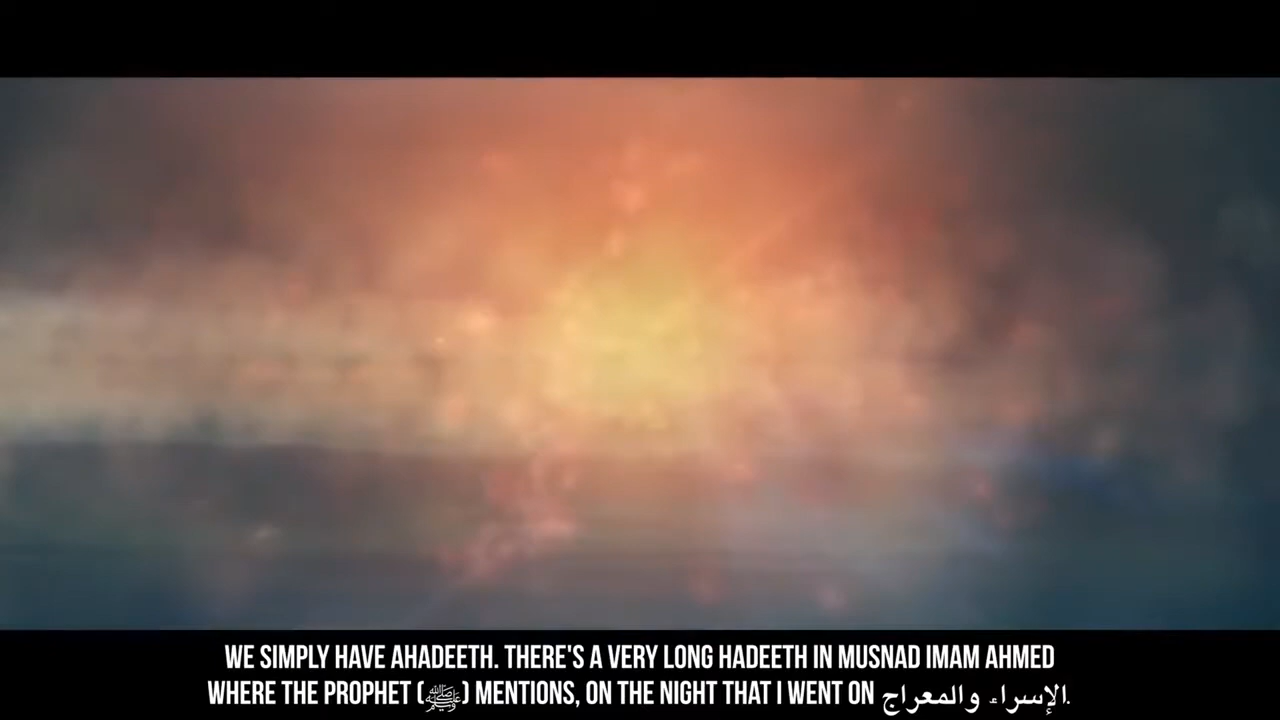 WE SIMPLY HAVE AHADEETH. THERE'S A VERY LONG HADEETH IN MUSNAD IMAM AHMED
WHERE THE PROPHET (ﷺ) MENTIONS, ON THE NIGHT THAT I WENT ON الإسراء والمعراج.